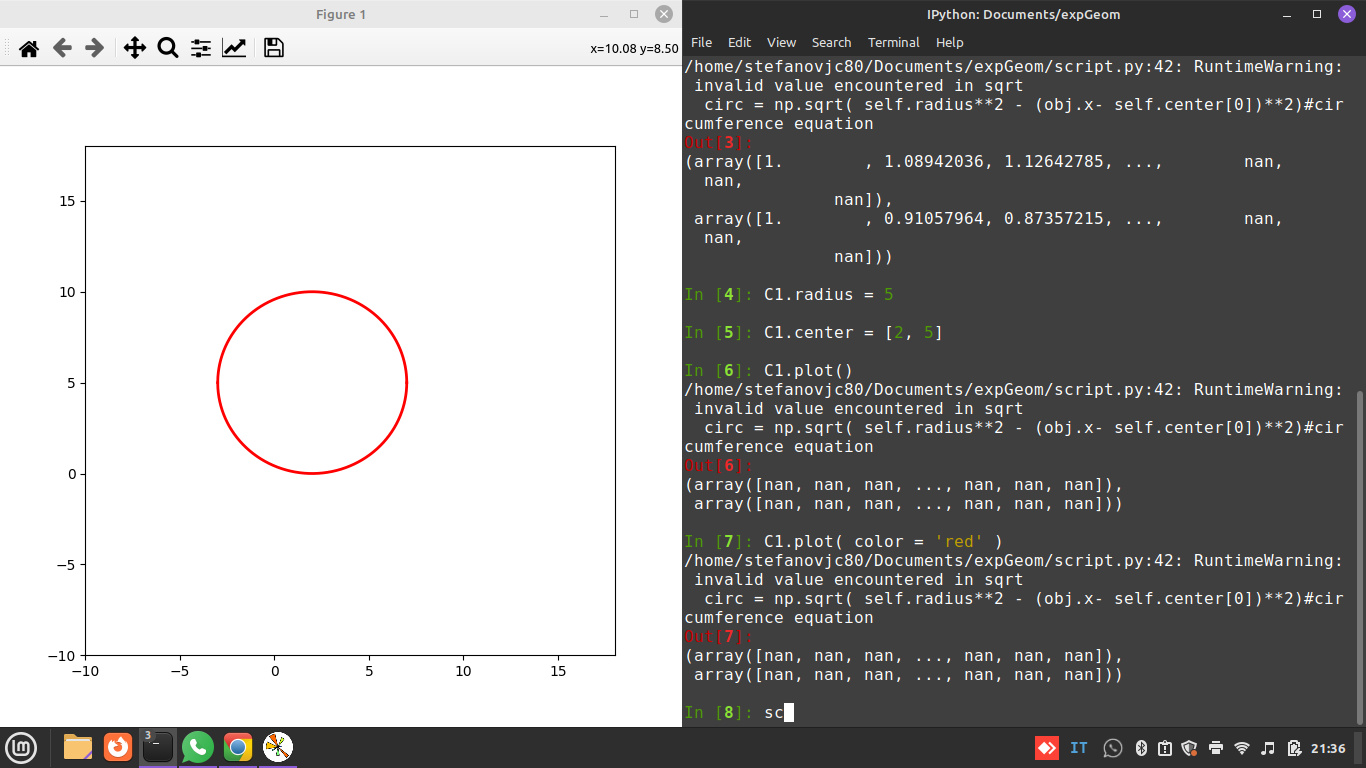 Figure 1
x=10.08 y=8.50
15
10
5
0
−5
−10
−10
−5
0
5
10
15
IPython: Documents/expGeom
File Edit View Search Terminal Help
/home/stefanovjc80/Documents/expGeom/script.py:42: RuntimeWarning:
invalid value encountered in sqrt
circ = np.sqrt( self.radius**2 - (obj.x- self.center[0])**2)#cir
cumference equation
Out[3]:
(array([1.        , 1.08942036, 1.12642785, ...,        nan,
nan,
nan]),
array([1.        , 0.91057964, 0.87357215, ...,        nan,
nan,
nan]))
In [4]: C1.radius = 5
In [5]: C1.center = [2, 5]
In [6]: C1.plot()
/home/stefanovjc80/Documents/expGeom/script.py:42: RuntimeWarning:
invalid value encountered in sqrt
circ = np.sqrt( self.radius**2 - (obj.x- self.center[0])**2)#cir
cumference equation
Out[6]:
(array([nan, nan, nan, ..., nan, nan, nan]),
array([nan, nan, nan, ..., nan, nan, nan]))
In [7]: C1.plot( color = 'red' )
/home/stefanovjc80/Documents/expGeom/script.py:42: RuntimeWarning:
invalid value encountered in sqrt
circ = np.sqrt( self.radius**2 - (obj.x- self.center[0])**2)#cir
cumference equation
Out[7]:
(array([nan, nan, nan, ..., nan, nan, nan]),
array([nan, nan, nan, ..., nan, nan, nan]))
In [8]: sc
3
IT
21:36